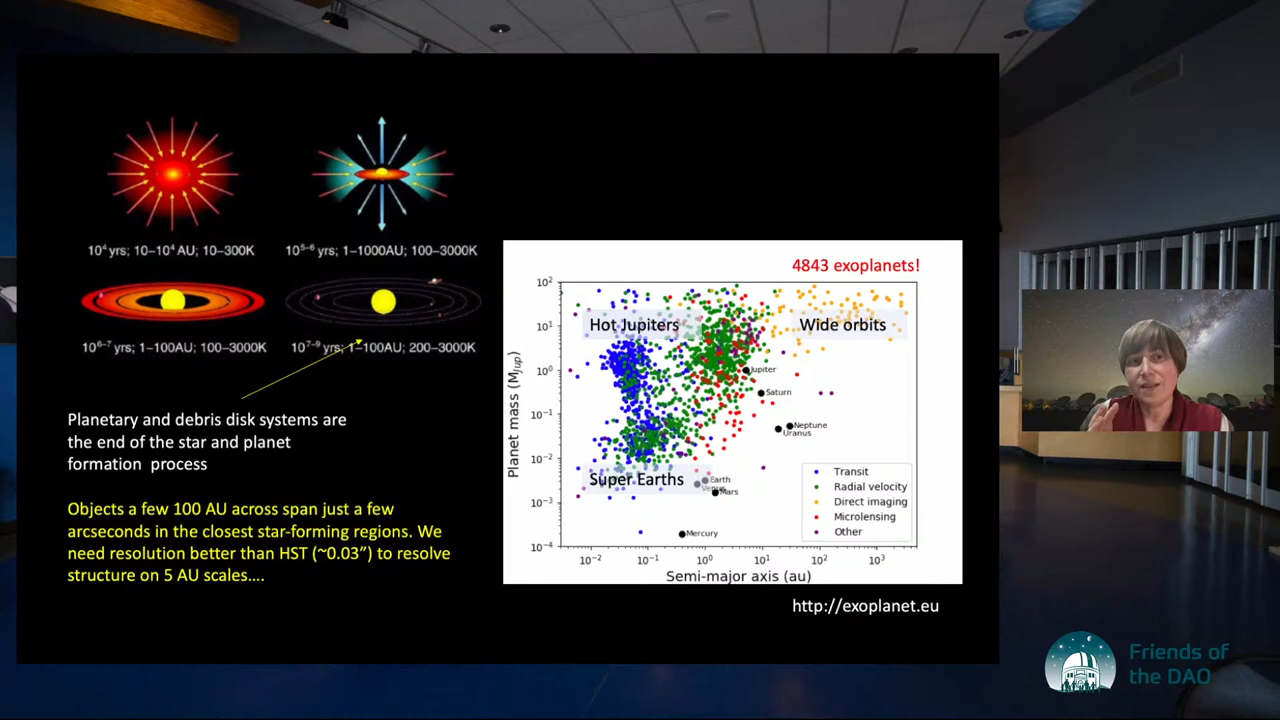 10⁴ yrs; 10–10⁴ AU; 10–300K
10⁵⁻⁶ yrs; 1–1000AU; 100–3000K
10⁶⁻⁷ yrs; 1–100AU; 100–3000K
10⁷⁻⁹ yrs; 1–100AU; 200–3000K
Planetary and debris disk systems are
the end of the star and planet
formation process
Objects a few 100 AU across span just a few
arcseconds in the closest star-forming regions. We
need resolution better than HST (~0.03”) to resolve
structure on 5 AU scales....
4843 exoplanets!
Planet mass (M_Jup)
10²
10¹
10⁰
10⁻¹
10⁻²
10⁻³
10⁻⁴
Hot Jupiters
Wide orbits
Jupiter
Saturn
Neptune
Uranus
Super Earths
Earth
Venus
Mars
Mercury
Transit
Radial velocity
Direct imaging
Microlensing
Other
10⁻² 10⁻¹ 10⁰ 10¹ 10² 10³
Semi-major axis (au)
http://exoplanet.eu
Friends of
the DAO